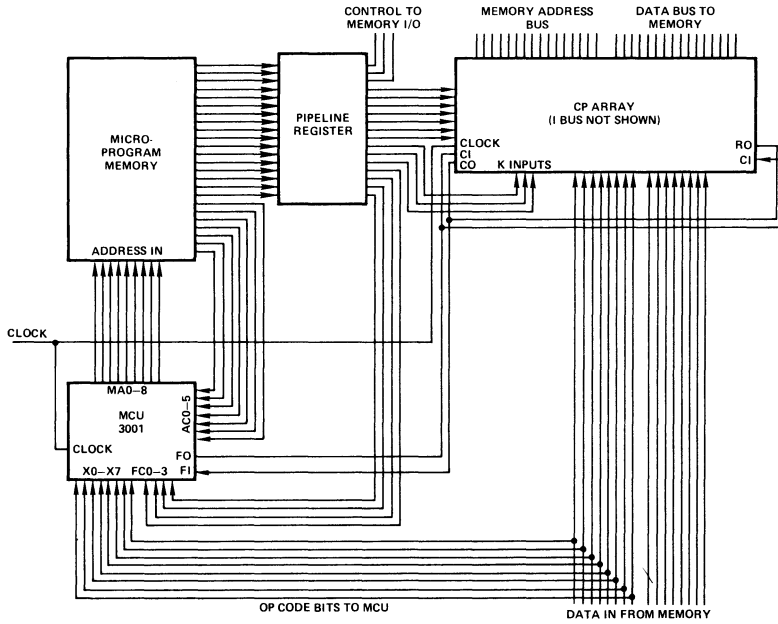 CONTROL TO
MEMORY I/O
MEMORY ADDRESS
BUS
DATA BUS TO
MEMORY
MICRO-
PROGRAM
MEMORY
ADDRESS IN
PIPELINE
REGISTER
CP ARRAY
(I BUS NOT SHOWN)
CLOCK
CI
CO
K INPUTS
RO
CI
CLOCK
MA0–8
MCU
3001
AC0–5
CLOCK
FO
FI
X0–X7
FC0–3
OP CODE BITS TO MCU
DATA IN FROM MEMORY